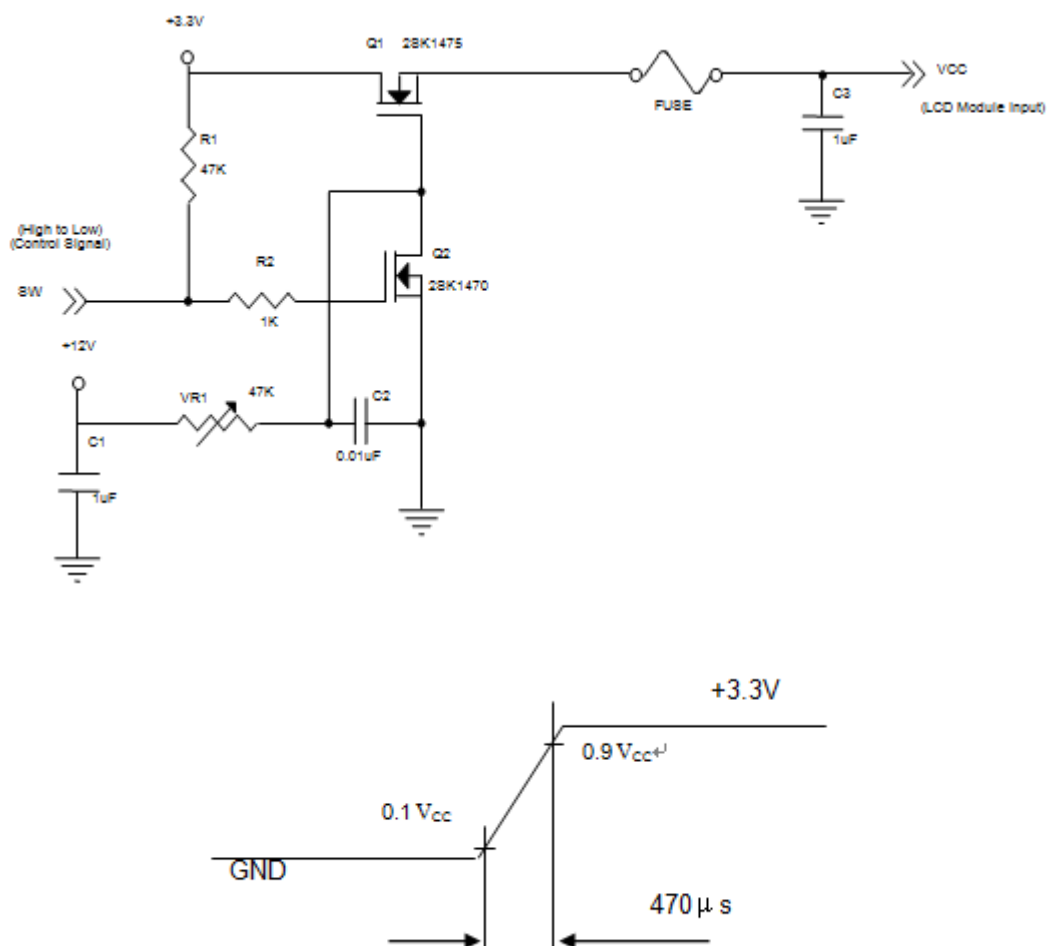 +3.3V
Q1 2SK1475
VCC
FUSE
C3
(LCD Module Input)
1uF
R1
47K
(High to Low)
(Control Signal)
Q2
R2
SW
2SK1470
1K
+12V
VR1
47K
C2
C1
0.01uF
1uF
+3.3V
0.9 VCC↵
0.1 VCC
GND
470 μ s